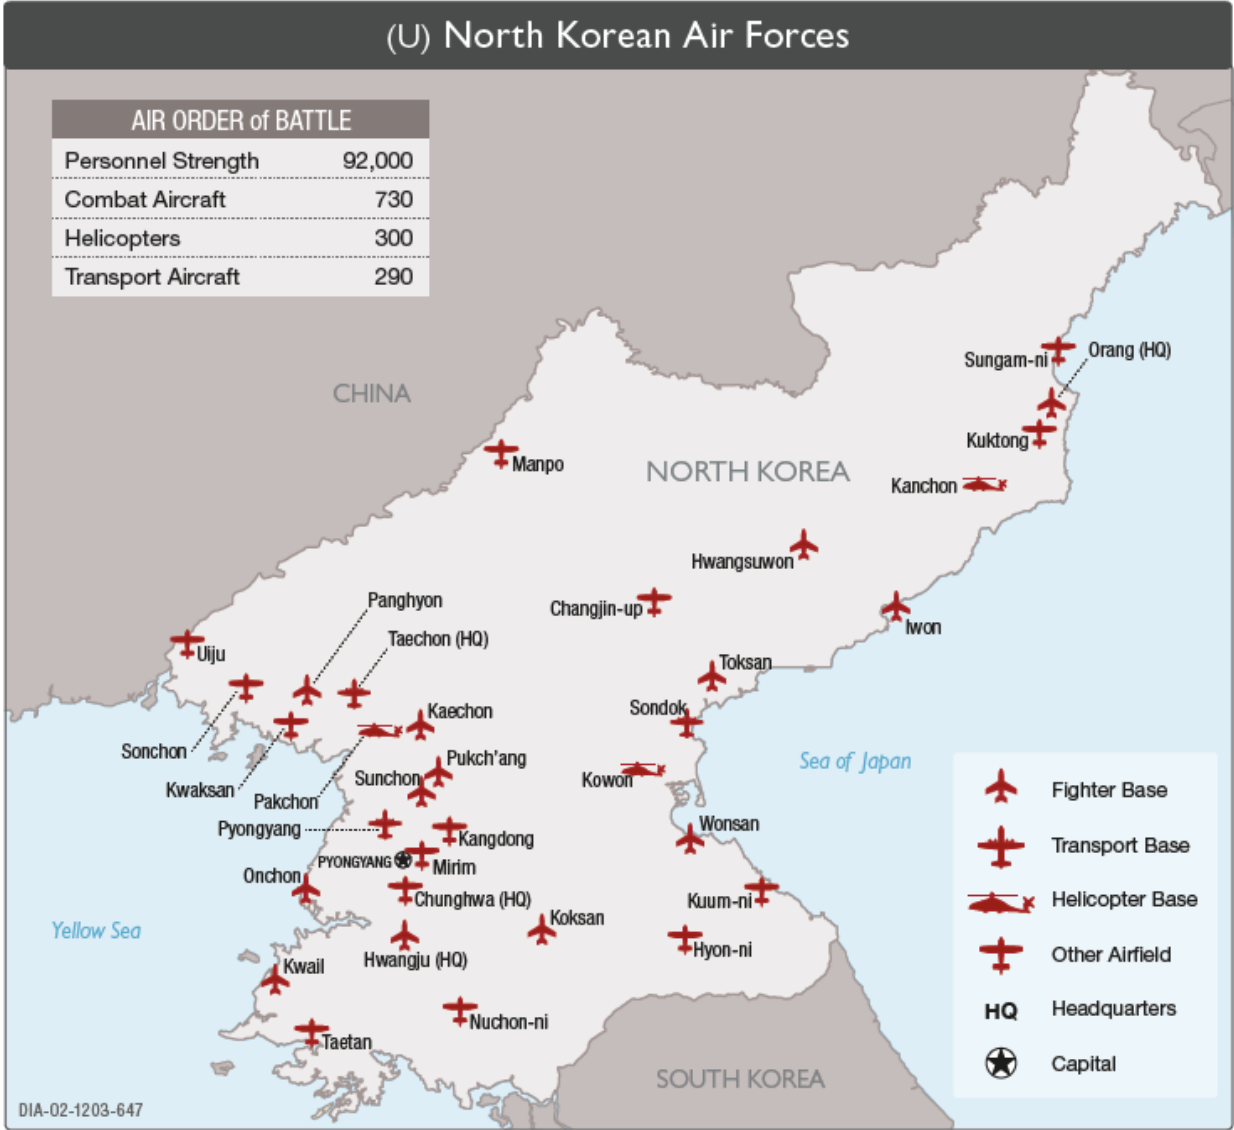 (U) North Korean Air Forces
AIR ORDER of BATTLE
Personnel Strength 92,000
Combat Aircraft 730
Helicopters 300
Transport Aircraft 290
CHINA
NORTH KOREA
Sungam-ni
Orang (HQ)
Kuktong
Kanchon
Manpo
Hwangsuwon
Changjin-up
Iwon
Panghyon
Taechon (HQ)
Uiju
Toksan
Sondok
Kaechon
Sonchon
Kwaksan
Pakchon
Pukch'ang
Sunchon
Kowon
Sea of Japan
Pyongyang
Kangdong
Wonsan
PYONGYANG
Mirim
Onchon
Chunghwa (HQ)
Kuum-ni
Koksan
Yellow Sea
Hwangju (HQ)
Hyon-ni
Kwail
Nuchon-ni
Taetan
SOUTH KOREA
Fighter Base
Transport Base
Helicopter Base
Other Airfield
HQ Headquarters
Capital
DIA-02-1203-647